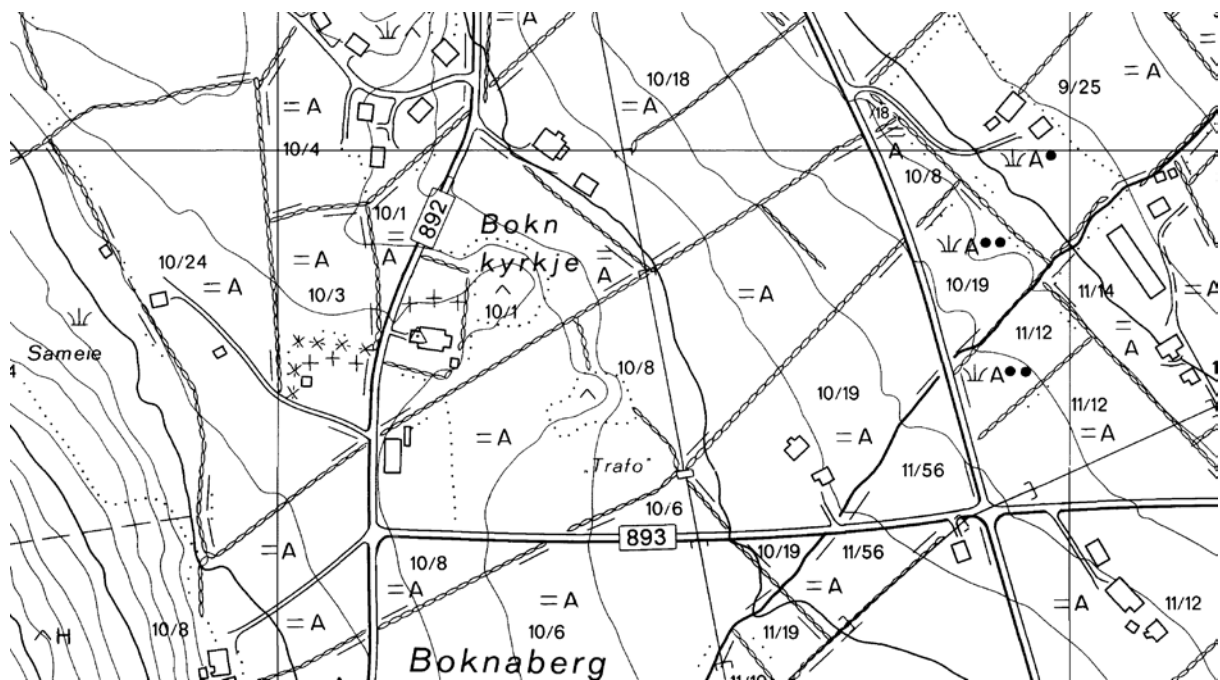 = A
= A
10/18
= A
9/25
= A
10/4
/18
A
A
10/8
10/1
892
Bokn
kyrkje
10/24
= A
= A
10/3
= A
= A
= A
A
10/1
10/19
11/14
= A
= A
11/12
Sameie
10/8
A
10/19
11/12
= A
= A
= A
"Trafo"
11/56
10/6
893
= A
10/8
10/19
11/56
= A
= A
= A
= A
11/12
10/8
= A
10/6
11/19
H
Boknaberg